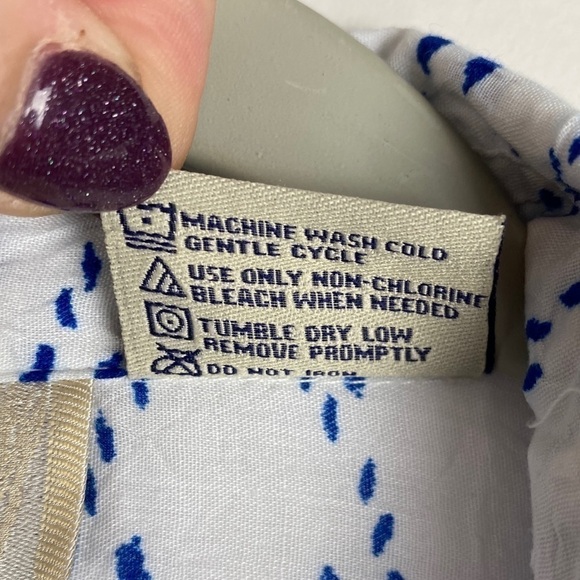 MACHINE WASH COLD
GENTLE CYCLE
USE ONLY NON-CHLORINE
BLEACH WHEN NEEDED
TUMBLE DRY LOW
REMOVE PROMPTLY
DO NOT IRON